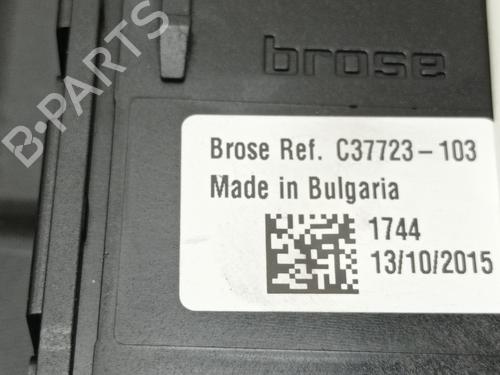 B-PARTS
brose
Brose Ref. C37723-103
Made in Bulgaria
1744
13/10/2015